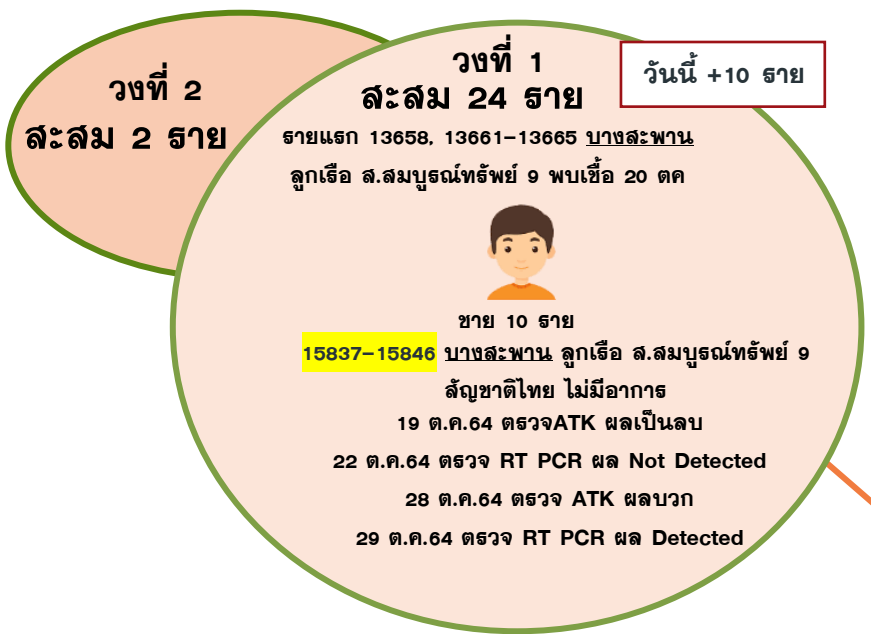 วงที่ 2
สะสม 2 ราย
วงที่ 1
สะสม 24 ราย
วันนี้ +10 ราย
รายแรก 13658, 13661-13665 บางสะพาน
ลูกเรือ ส.สมบูรณ์ทรัพย์ 9 พบเชื้อ 20 ตค
ชาย 10 ราย
15837-15846 บางสะพาน ลูกเรือ ส.สมบูรณ์ทรัพย์ 9
สัญชาติไทย ไม่มีอาการ
19 ต.ค.64 ตรวจATK ผลเป็นลบ
22 ต.ค.64 ตรวจ RT PCR ผล Not Detected
28 ต.ค.64 ตรวจ ATK ผลบวก
29 ต.ค.64 ตรวจ RT PCR ผล Detected